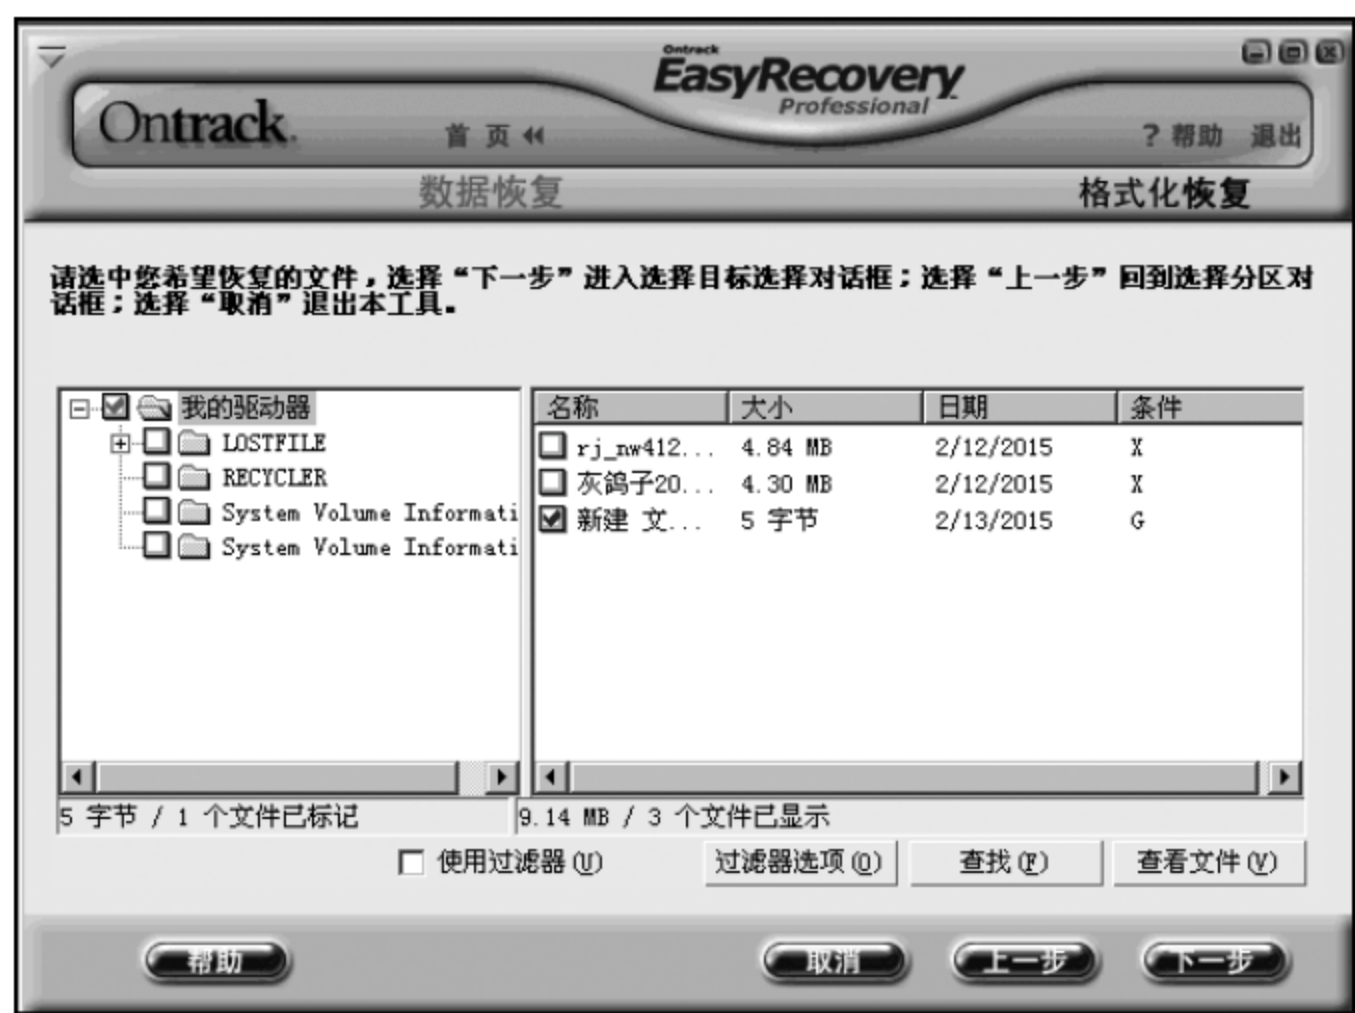 Ontrack
EasyRecovery
Professional
Ontrack.
首 页
? 帮助 退出
数据恢复
格式化恢复
请选中您希望恢复的文件，选择“下一步”进入选择目标选择对话框；选择“上一步”回到选择分区对
话框；选择“取消”退出本工具。
我的驱动器
LOSTFILE
RECYCLER
System Volume Informati
System Volume Informati
名称 大小 日期 条件
rj_nw412... 4.84 MB 2/12/2015 X
灰鸽子20... 4.30 MB 2/12/2015 X
新建 文... 5 字节 2/13/2015 G
5 字节 / 1 个文件已标记
9.14 MB / 3 个文件已显示
使用过滤器(U) 过滤器选项(O) 查找(F) 查看文件(V)
帮助 取消 上一步 下一步